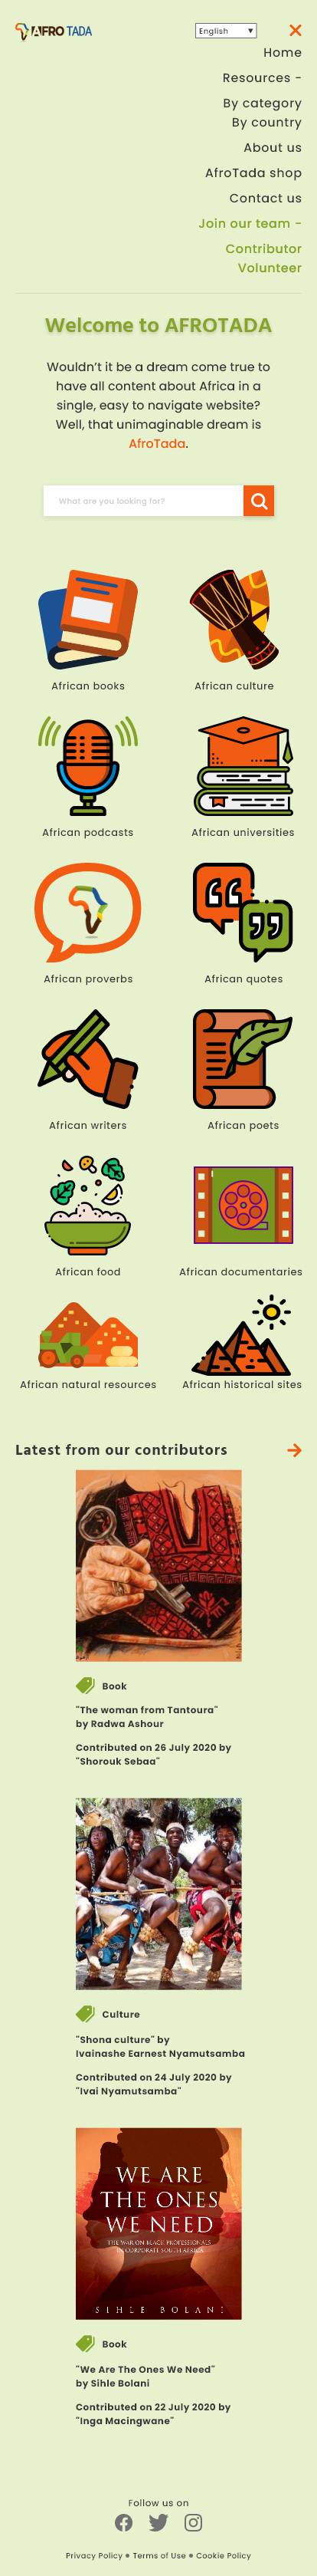 AFRO TADA
English ▼
Home
Resources -
By category
By country
About us
AfroTada shop
Contact us
Join our team -
Contributor
Volunteer
Welcome to AFROTADA
Wouldn't it be a dream come true to
have all content about Africa in a
single, easy to navigate website?
Well, that unimaginable dream is
AfroTada.
What are you looking for?
African books
African culture
African podcasts
African universities
African proverbs
African quotes
African writers
African poets
African food
African documentaries
African natural resources
African historical sites
Latest from our contributors
Book
"The woman from Tantoura"
by Radwa Ashour
Contributed on 26 July 2020 by
"Shorouk Sebaa"
Culture
"Shona culture" by
Ivainashe Earnest Nyamutsamba
Contributed on 24 July 2020 by
"Ivai Nyamutsamba"
WE ARE
THE ONES
WE NEED
THE WAR ON BLACK PROFESSIONALS
IN CORPORATE SOUTH AFRICA
SIHLE BOLANI
Book
"We Are The Ones We Need"
by Sihle Bolani
Contributed on 22 July 2020 by
"Inga Macingwane"
Follow us on
Privacy Policy • Terms of Use • Cookie Policy